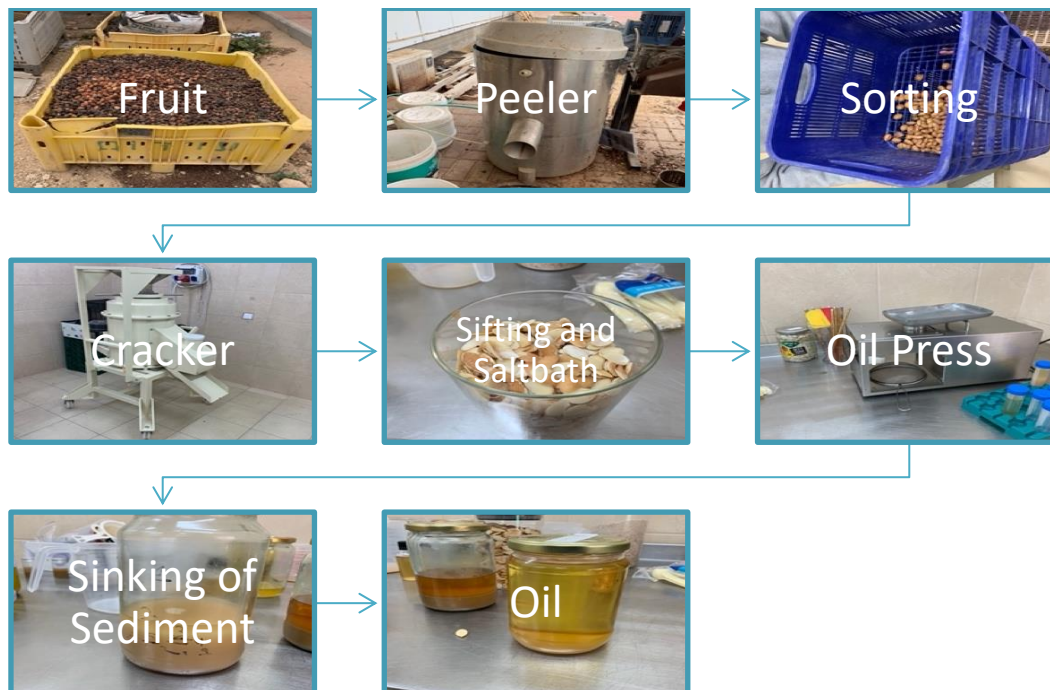 Fruit
Peeler
Sorting
Cracker
Sifting and
Saltbath
Oil Press
Sinking of
Sediment
Oil